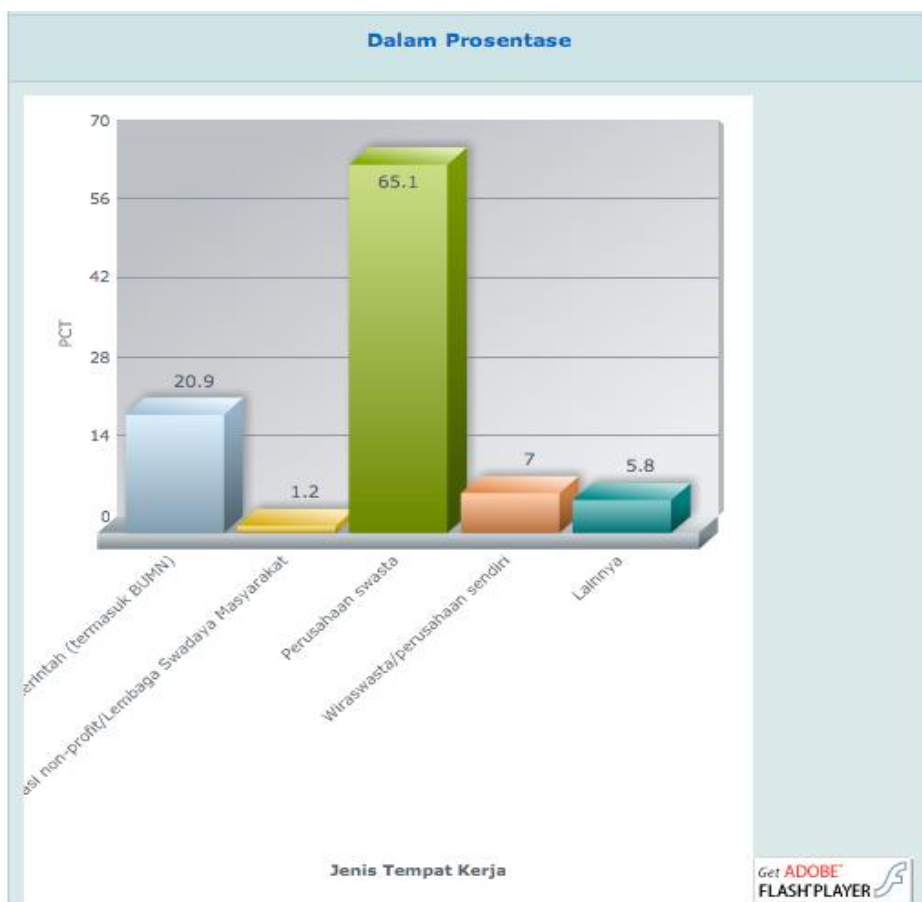 Dalam Prosentase
70
56
42
28
14
0
PCT
20.9
1.2
65.1
7
5.8
erintah (termasuk BUMN)
asi non-profit/Lembaga Swadaya Masyarakat
Perusahaan swasta
Wiraswasta/perusahaan sendiri
Lainnya
Jenis Tempat Kerja
Get ADOBE
FLASH PLAYER